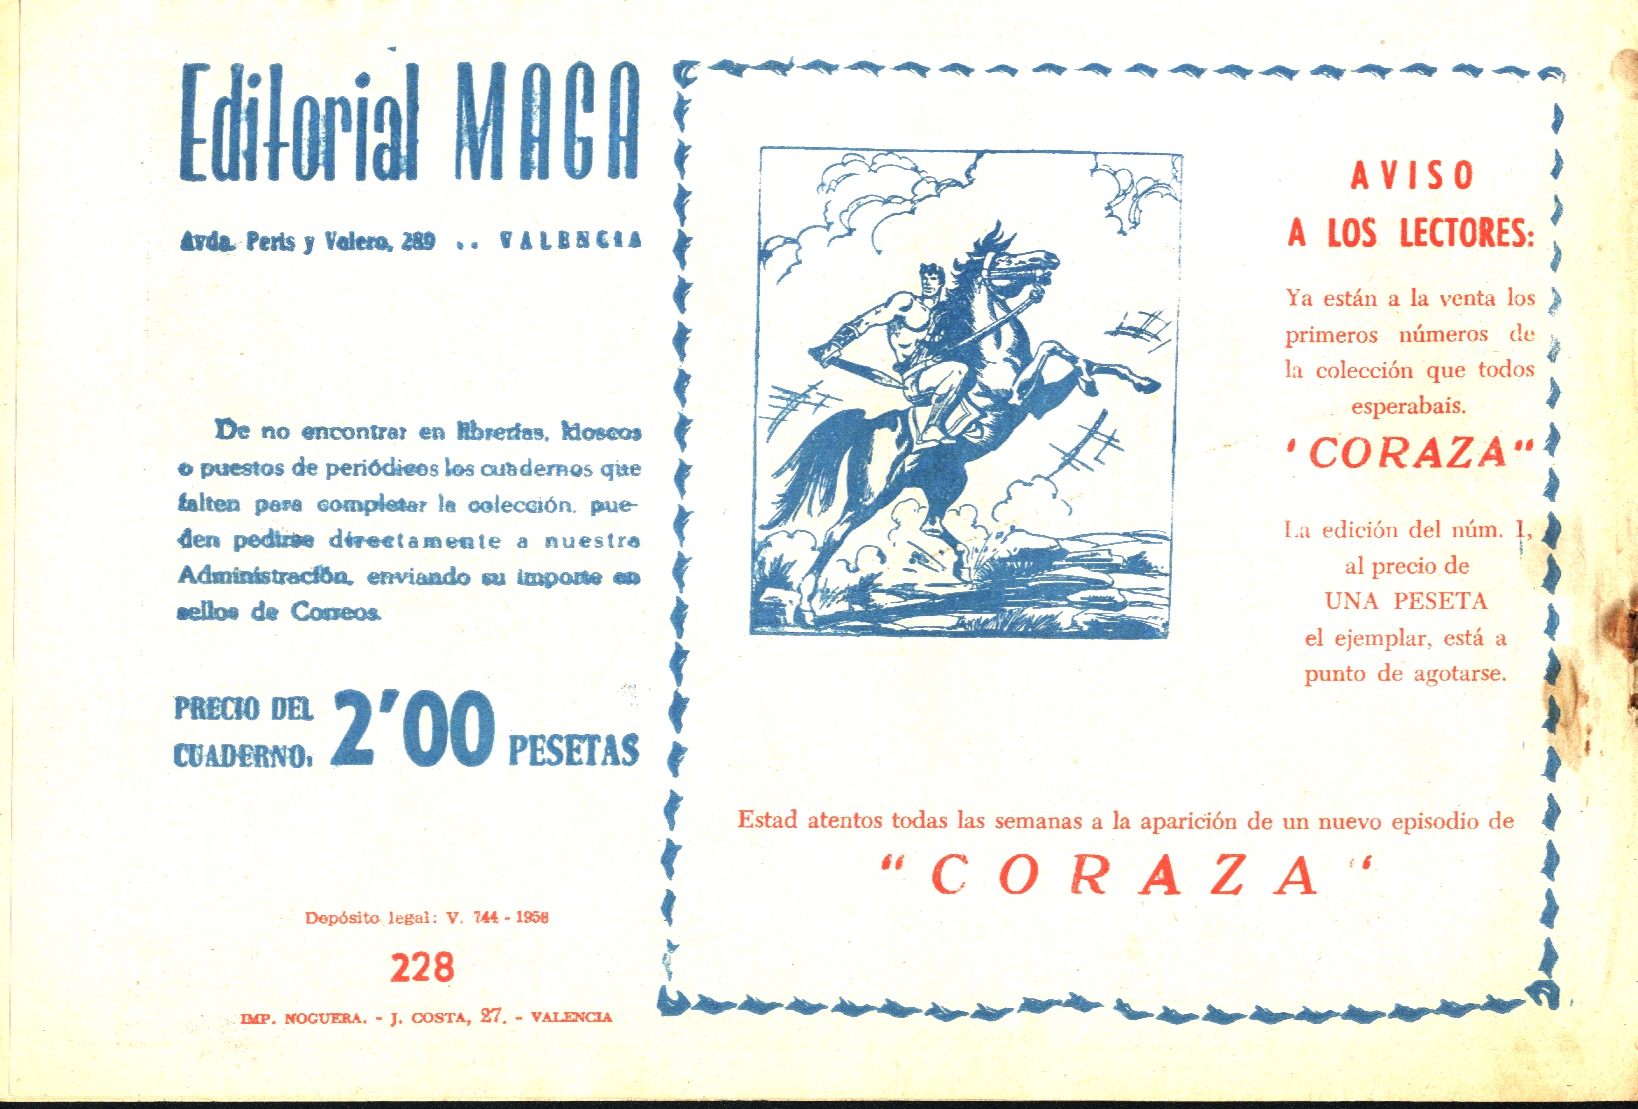 Editorial MAGA
Avda. Peris y Valero, 289 .. VALENCIA
De no encontrar en librerías, kioscos
o puestos de periódicos los cuadernos que
falten para completar la colección, pue-
den pedirse directamente a nuestra
Administración, enviando su importe en
sellos de Correos.
PRECIO DEL
CUADERNO: 2'00 PESETAS
Depósito legal: V. 744 - 1958
228
IMP. NOGUERA. - J. COSTA, 27. - VALENCIA
AVISO
A LOS LECTORES:
Ya están a la venta los
primeros números de
la colección que todos
esperabais.
'CORAZA"
La edición del núm. 1,
al precio de
UNA PESETA
el ejemplar, está a
punto de agotarse.
Estad atentos todas las semanas a la aparición de un nuevo episodio de
"CORAZA"